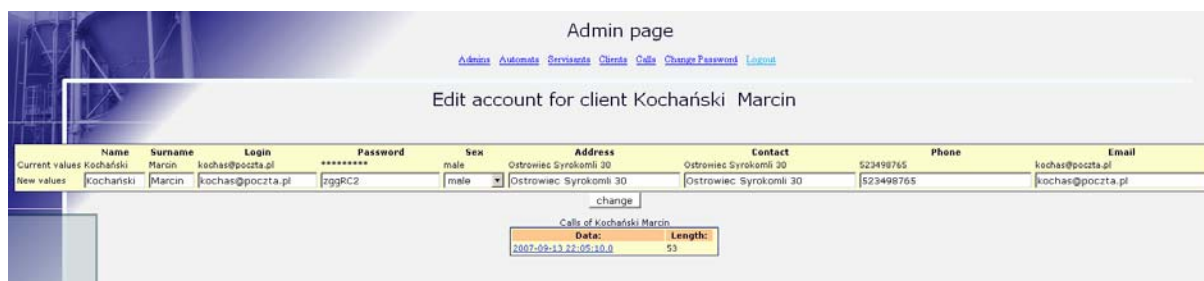 Admin page
Admins Automats Servisants Clients Calls Change Password Logout
Edit account for client Kochański Marcin
Name Surname Login Password Sex Address Contact Phone Email
Current values Kochański Marcin kochas@poczta.pl ********* male Ostrowiec Syrokomli 30 Ostrowiec Syrokomli 30 523498765 kochas@poczta.pl
New values Kochański Marcin kochas@poczta.pl zggRC2 male Ostrowiec Syrokomli 30 Ostrowiec Syrokomli 30 523498765 kochas@poczta.pl
change
Calls of Kochański Marcin
Data: Length:
2007-09-13 22:05:10.0 53